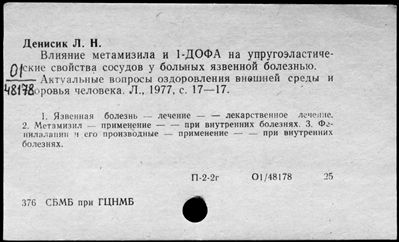 Денисик Л. Н.
Влияние метамизила и 1-ДОФА на упругоэластиче-
ские свойства сосудов у больных язвенной болезнью.
01/48178
— Актуальные вопросы оздоровления внешней среды и
здоровья человека. Л., 1977, с. 17—17.
1. Язвенная болезнь — лечение — — лекарственное лечение.
2. Метамизил — применение — — при внутренних болезнях. 3. Фе-
нилаланин и его производные — применение — — при внутренних
болезнях.
П-2-2г О1/48178 25
376 СБМБ при ГЦНМБ